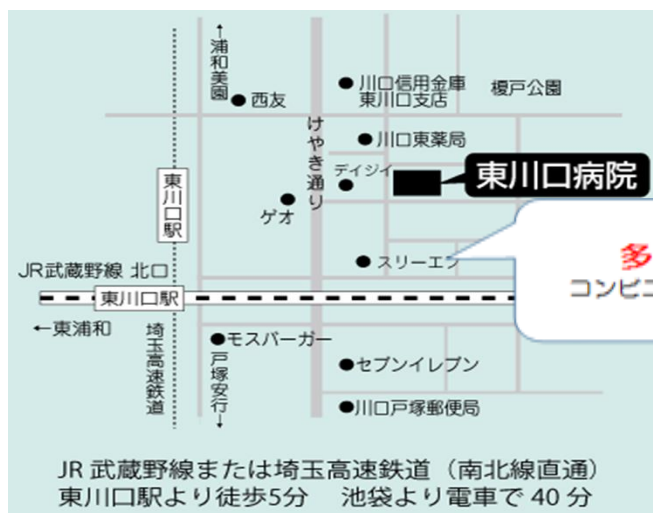 ←浦和美園
西友
川口信用金庫
東川口支店
榎戸公園
けやき通り
川口東薬局
デイジイ
東川口病院
東川口駅
ゲオ
スリーエフ
多
コンビニ
JR武蔵野線 北口
東川口駅
←東浦和
埼玉高速鉄道
モスバーガー
戸塚安行→
セブンイレブン
川口戸塚郵便局
JR 武蔵野線または埼玉高速鉄道（南北線直通）
東川口駅より徒歩5分 池袋より電車で 40 分